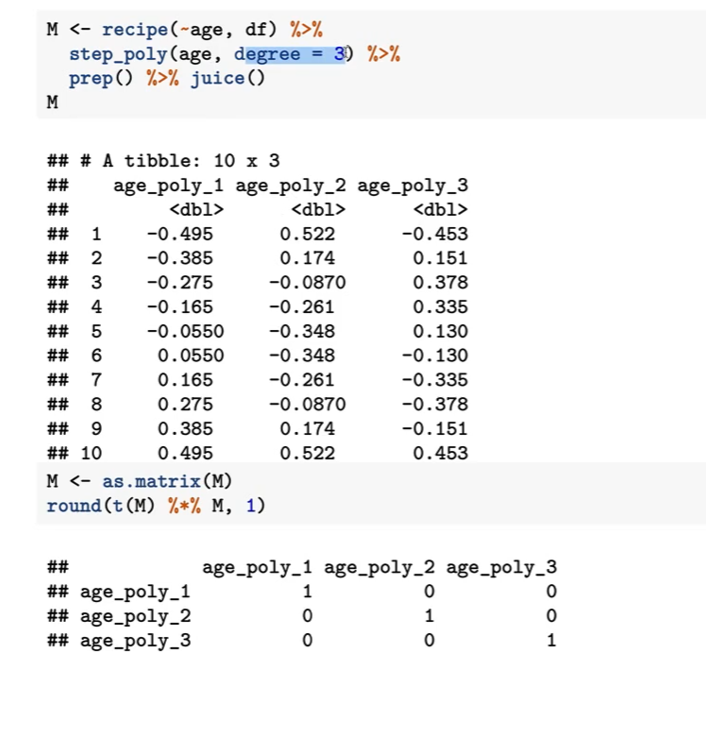 M <- recipe(~age, df) %>%
  step_poly(age, degree = 3) %>%
  prep() %>% juice()
M
## # A tibble: 10 x 3
##    age_poly_1 age_poly_2 age_poly_3
##         <dbl>      <dbl>      <dbl>
##  1    -0.495      0.522     -0.453
##  2    -0.385      0.174      0.151
##  3    -0.275     -0.0870     0.378
##  4    -0.165     -0.261      0.335
##  5    -0.0550    -0.348      0.130
##  6     0.0550    -0.348     -0.130
##  7     0.165     -0.261     -0.335
##  8     0.275     -0.0870    -0.378
##  9     0.385      0.174     -0.151
## 10     0.495      0.522      0.453
M <- as.matrix(M)
round(t(M) %*% M, 1)
##            age_poly_1 age_poly_2 age_poly_3
## age_poly_1          1          0          0
## age_poly_2          0          1          0
## age_poly_3          0          0          1